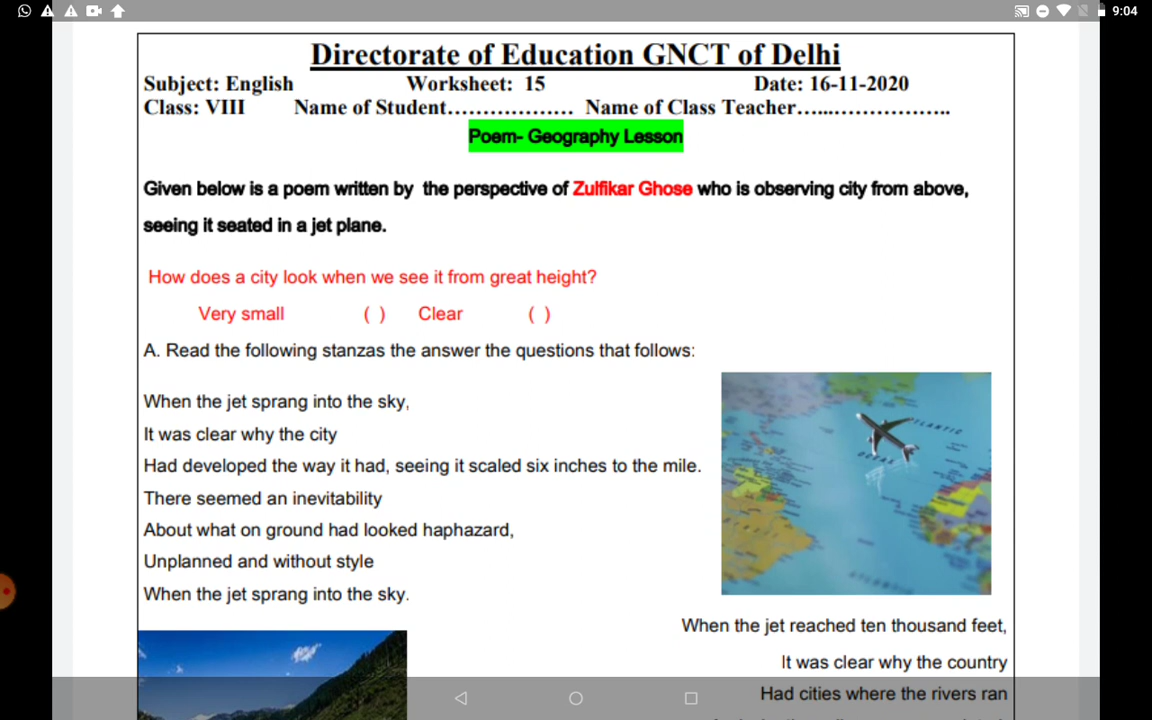 9:04
Directorate of Education GNCT of Delhi
Subject: English Worksheet: 15 Date: 16-11-2020
Class: VIII Name of Student……………… Name of Class Teacher…...……………..
Poem- Geography Lesson
Given below is a poem written by the perspective of Zulfikar Ghose who is observing city from above,
seeing it seated in a jet plane.
How does a city look when we see it from great height?
Very small ( ) Clear ( )
A. Read the following stanzas the answer the questions that follows:
When the jet sprang into the sky,
It was clear why the city
Had developed the way it had, seeing it scaled six inches to the mile.
There seemed an inevitability
About what on ground had looked haphazard,
Unplanned and without style
When the jet sprang into the sky.
ATLANTIC
OCEAN
When the jet reached ten thousand feet,
It was clear why the country
Had cities where the rivers ran